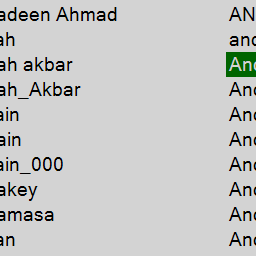 adeen Ahmad AN
ah and
ah akbar And
ah_Akbar And
ain And
ain And
ain_000 And
akey And
amasa And
an And